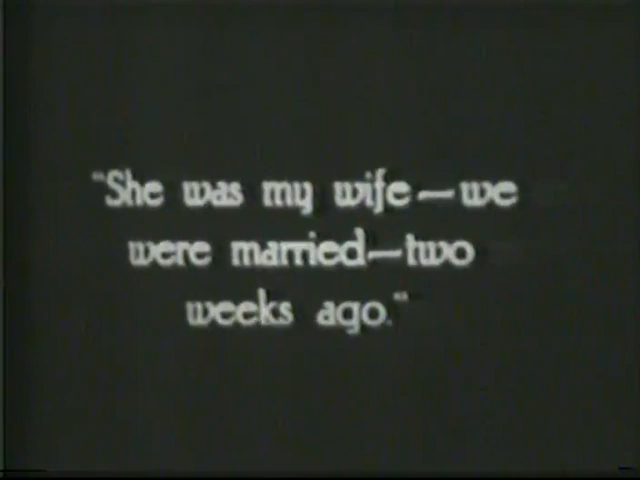 "She was my wife—we
were married—two
weeks ago."